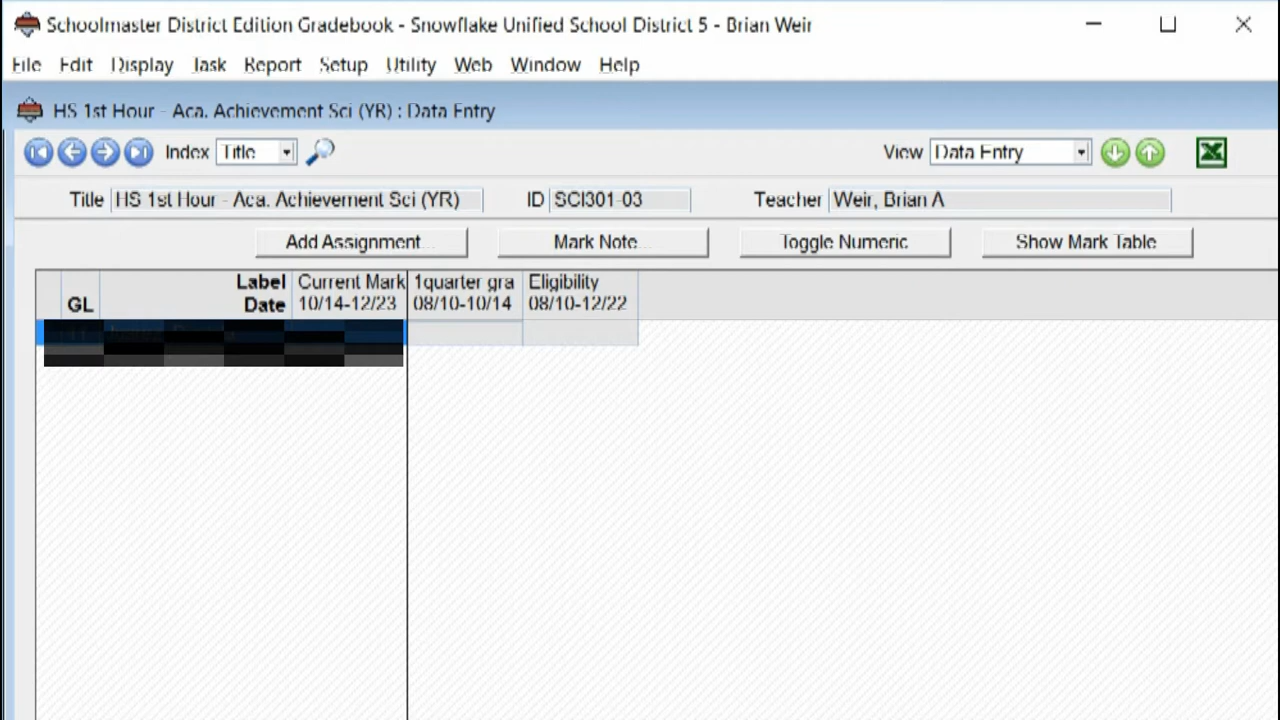 Schoolmaster District Edition Gradebook - Snowflake Unified School District 5 - Brian Weir
File Edit Display Task Report Setup Utility Web Window Help
HS 1st Hour - Aca. Achievement Sci (YR) : Data Entry
Index Title View Data Entry
Title HS 1st Hour - Aca. Achievement Sci (YR) ID SCI301-03 Teacher Weir, Brian A
Add Assignment... Mark Note... Toggle Numeric Show Mark Table
Label Current Mark 1quarter gra Eligibility
GL Date 10/14-12/23 08/10-10/14 08/10-12/22